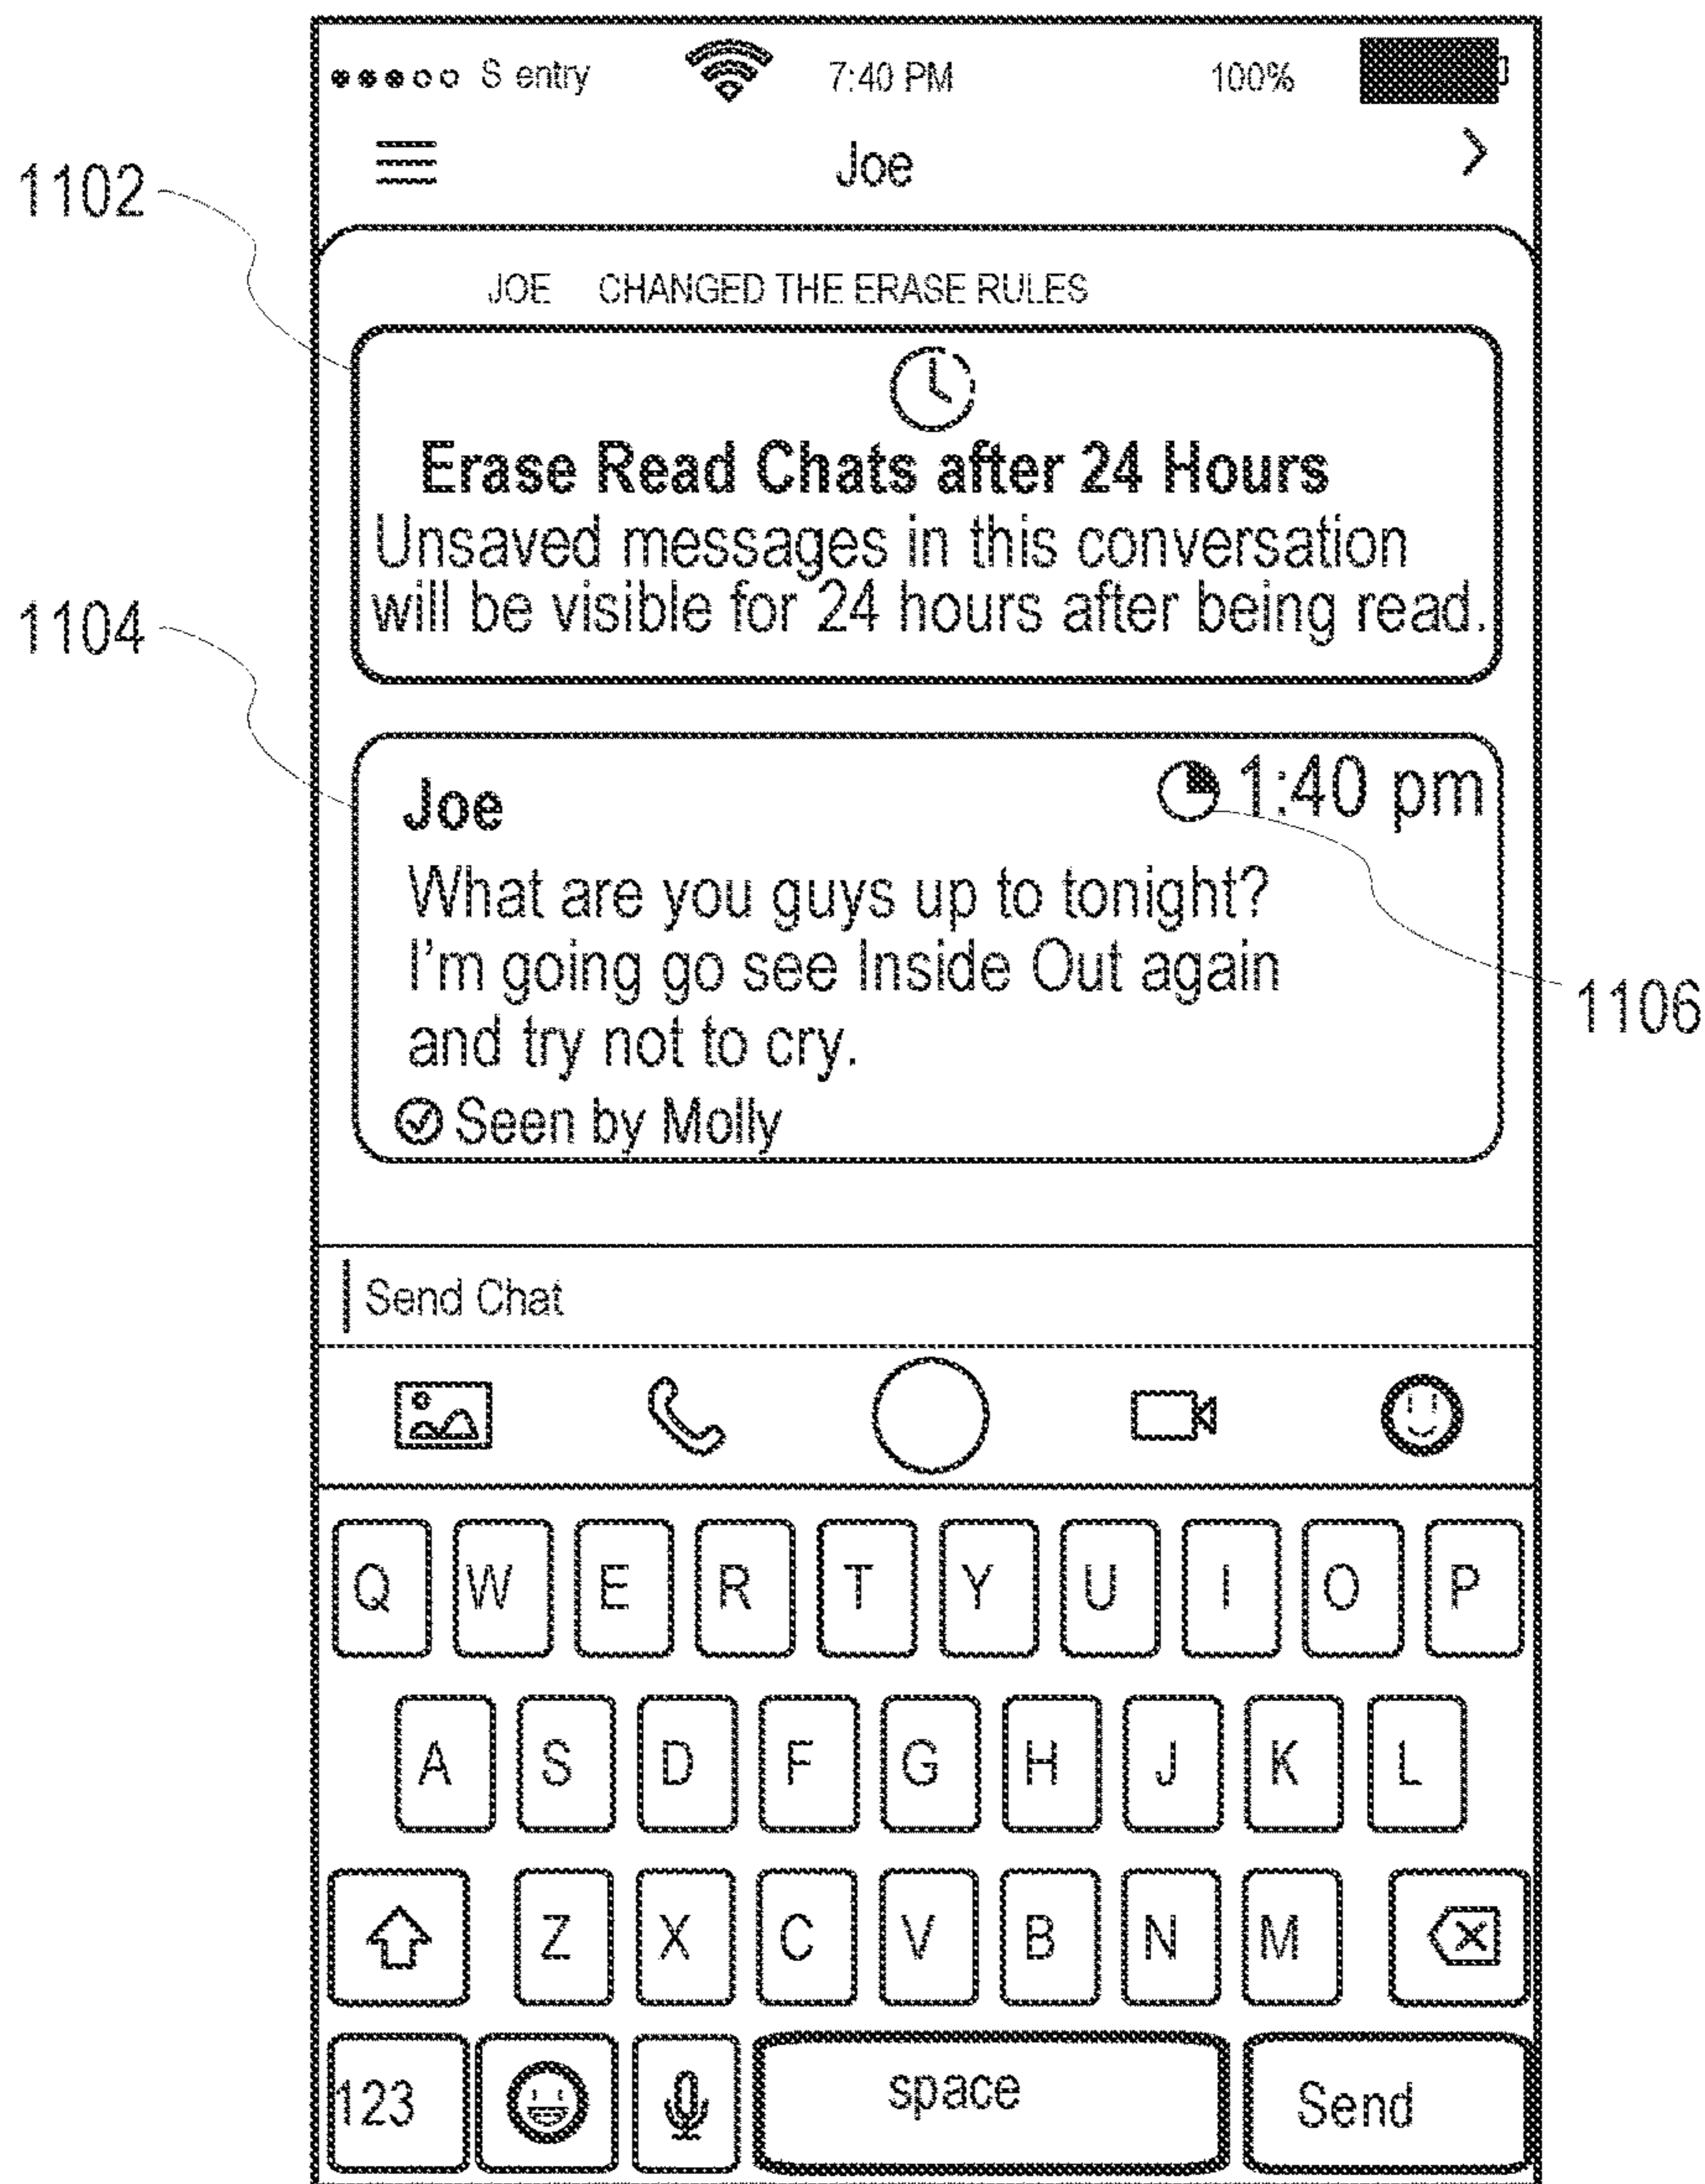 S entry 7:40 PM 100%
Joe
1102
JOE CHANGED THE ERASE RULES
Erase Read Chats after 24 Hours
Unsaved messages in this conversation
will be visible for 24 hours after being read.
1104
Joe 1:40 pm
What are you guys up to tonight?
I'm going go see Inside Out again
and try not to cry.
Seen by Molly
1106
Send Chat
Q W E R T Y U I O P
A S D F G H J K L
Z X C V B N M
123 space Send